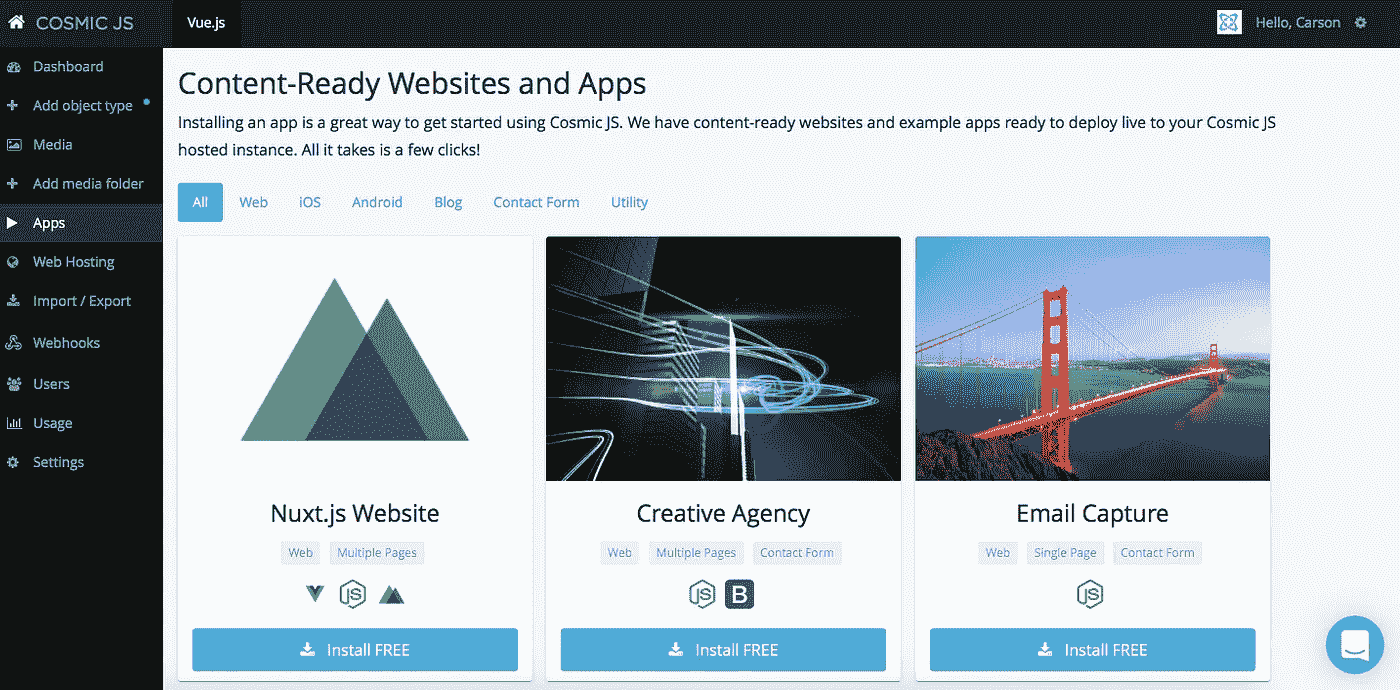 COSMIC JS
Vue.js
Hello, Carson
Dashboard
Add object type
Media
Add media folder
Apps
Web Hosting
Import / Export
Webhooks
Users
Usage
Settings
Content-Ready Websites and Apps
Installing an app is a great way to get started using Cosmic JS. We have content-ready websites and example apps ready to deploy live to your Cosmic JS
hosted instance. All it takes is a few clicks!
All Web iOS Android Blog Contact Form Utility
Nuxt.js Website
Web Multiple Pages
JS
Install FREE
Creative Agency
Web Multiple Pages Contact Form
JS B
Install FREE
Email Capture
Web Single Page Contact Form
JS
Install FREE